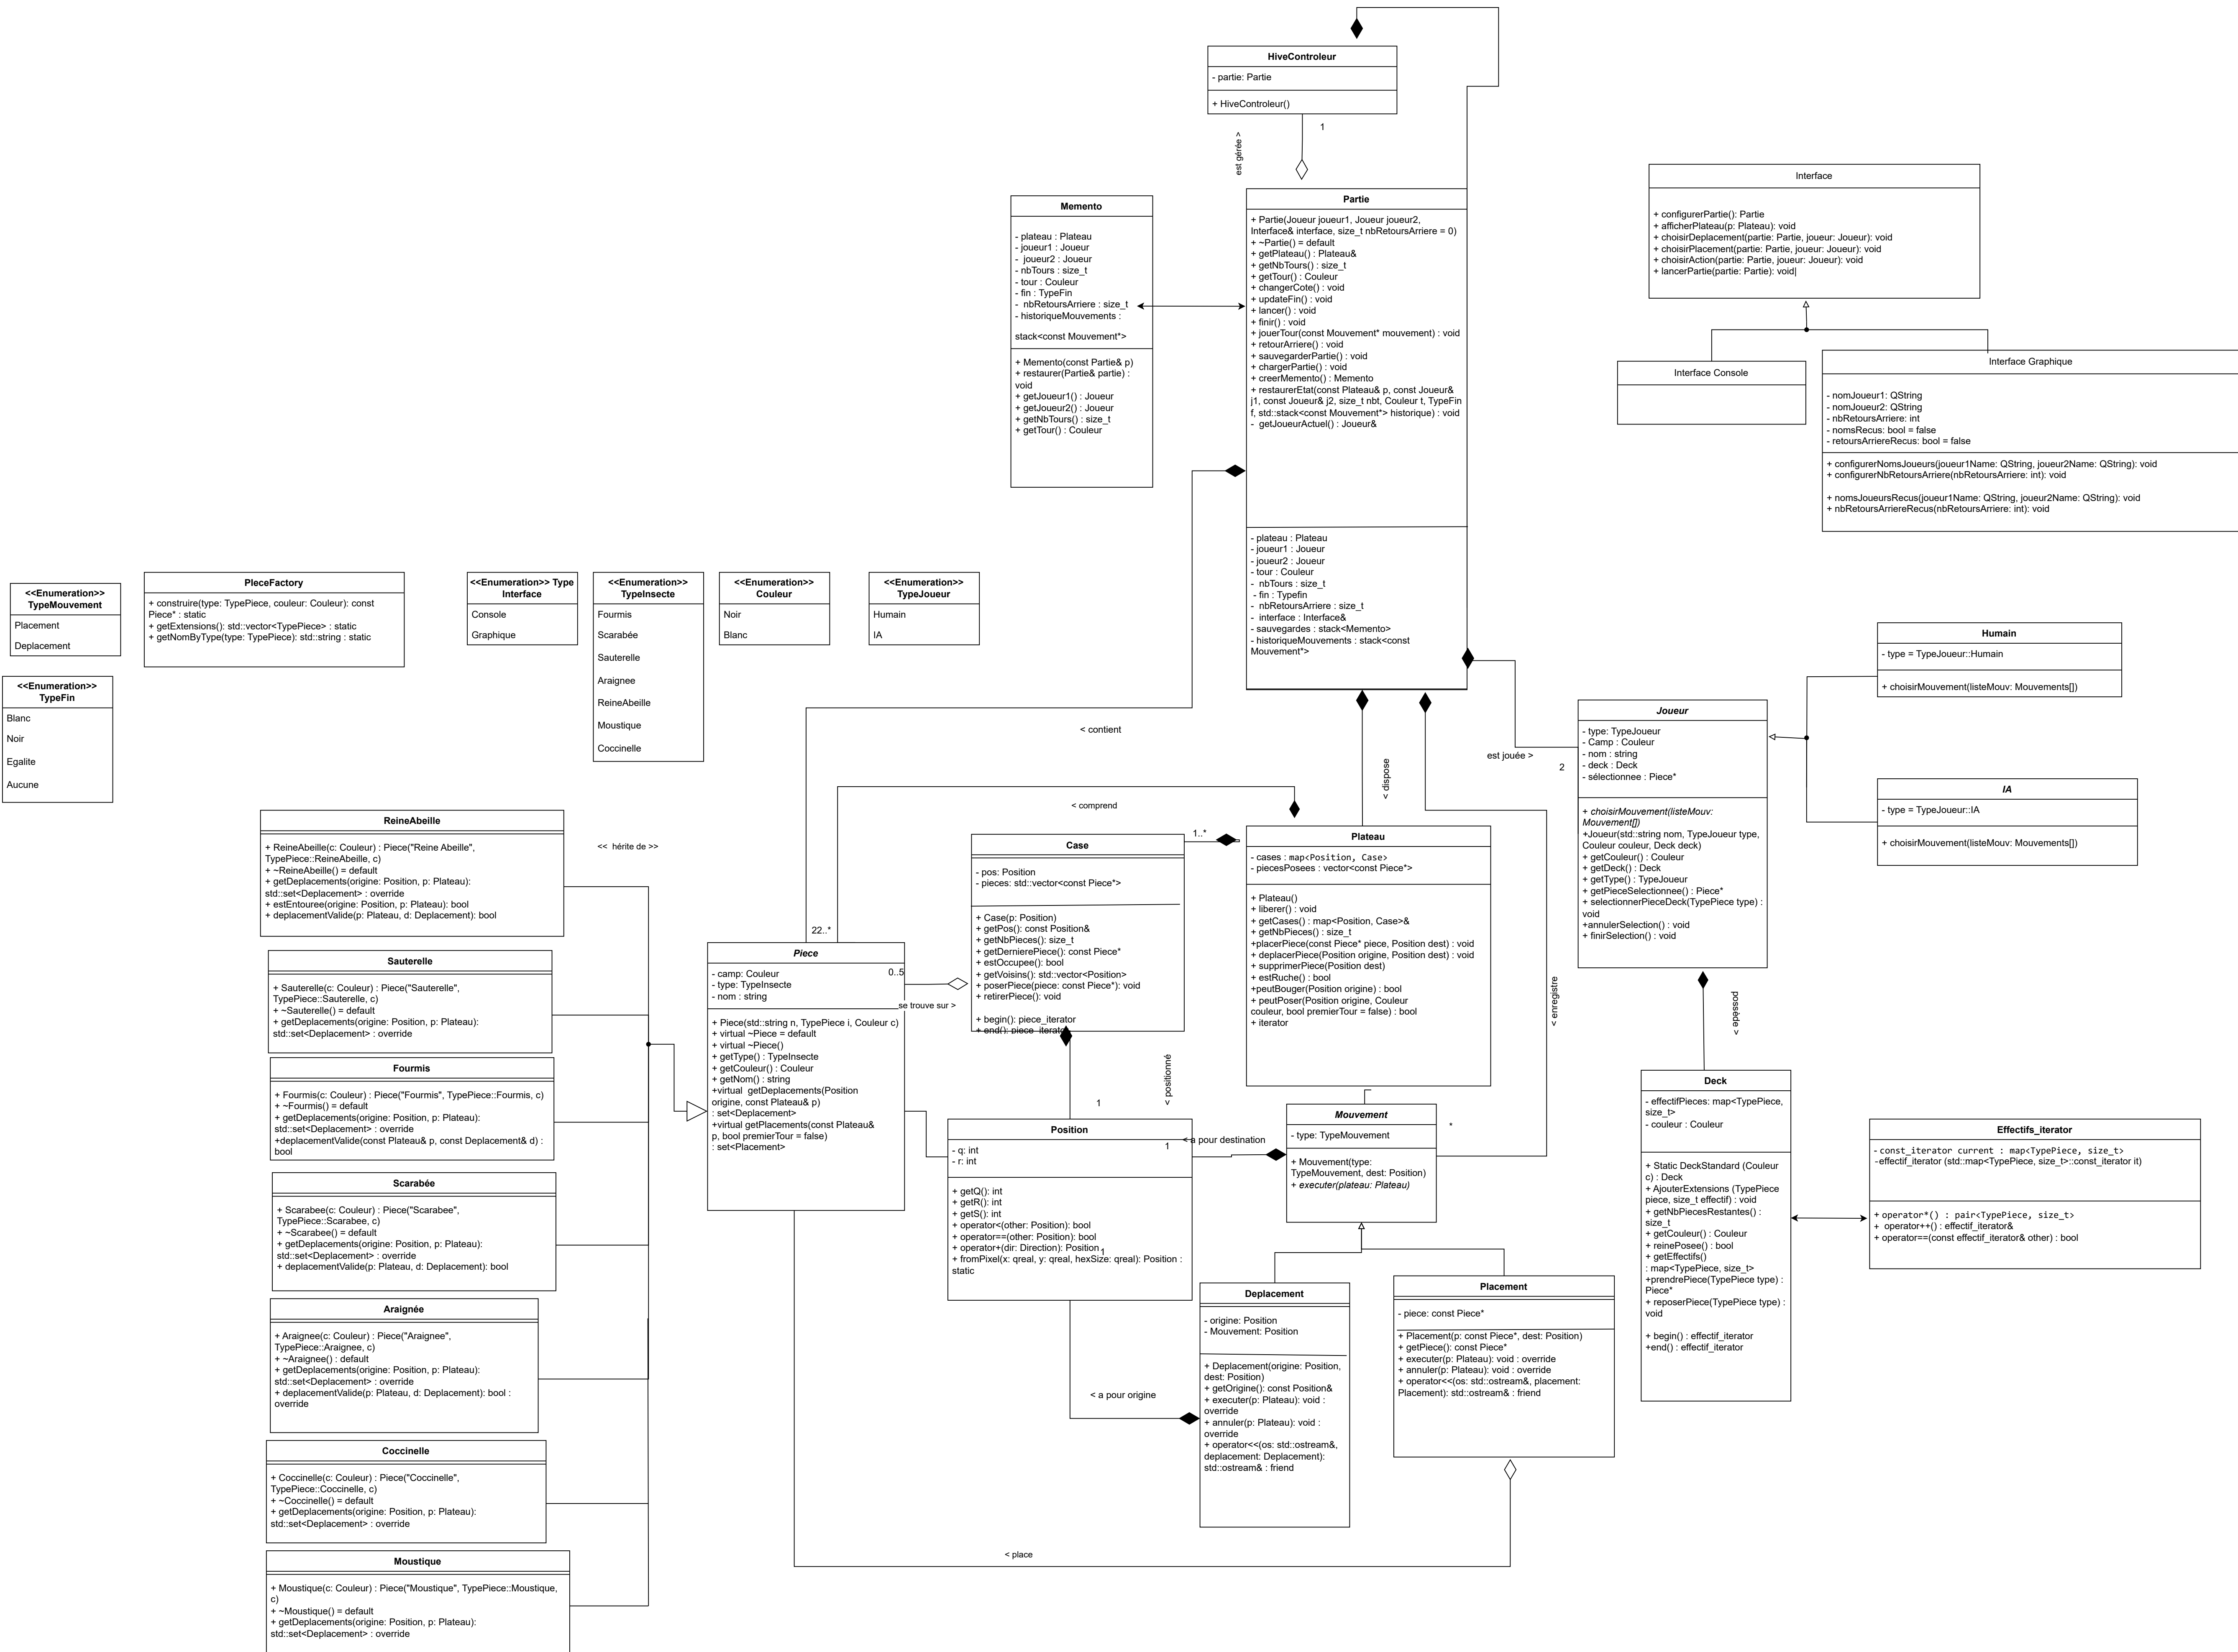 HiveControleur
- partie: Partie
+ HiveControleur()
1
est gérée >
Memento
- plateau : Plateau
- joueur1 : Joueur
-  joueur2 : Joueur
- nbTours : size_t
- tour : Couleur
- fin : TypeFin
-  nbRetoursArriere : size_t
- historiqueMouvements :
stack<const Mouvement*>
+ Memento(const Partie& p)
+ restaurer(Partie& partie) :
void
+ getJoueur1() : Joueur
+ getJoueur2() : Joueur
+ getNbTours() : size_t
+ getTour() : Couleur
Partie
+ Partie(Joueur joueur1, Joueur joueur2,
Interface& interface, size_t nbRetoursArriere = 0)
+ ~Partie() = default
+ getPlateau() : Plateau&
+ getNbTours() : size_t
+ getTour() : Couleur
+ changerCote() : void
+ updateFin() : void
+ lancer() : void
+ finir() : void
+ jouerTour(const Mouvement* mouvement) : void
+ retourArriere() : void
+ sauvegarderPartie() : void
+ chargerPartie() : void
+ creerMemento() : Memento
+ restaurerEtat(const Plateau& p, const Joueur&
j1, const Joueur& j2, size_t nbt, Couleur t, TypeFin
f, std::stack<const Mouvement*> historique) : void
-  getJoueurActuel() : Joueur&
- plateau : Plateau
- joueur1 : Joueur
- joueur2 : Joueur
- tour : Couleur
-  nbTours : size_t
- fin : Typefin
-  nbRetoursArriere : size_t
-  interface : Interface&
- sauvegardes : stack<Memento>
- historiqueMouvements : stack<const
Mouvement*>
Interface
+ configurerPartie(): Partie
+ afficherPlateau(p: Plateau): void
+ choisirDeplacement(partie: Partie, joueur: Joueur): void
+ choisirPlacement(partie: Partie, joueur: Joueur): void
+ choisirAction(partie: Partie, joueur: Joueur): void
+ lancerPartie(partie: Partie): void|
Interface Console
Interface Graphique
- nomJoueur1: QString
- nomJoueur2: QString
- nbRetoursArriere: int
- nomsRecus: bool = false
- retoursArriereRecus: bool = false
+ configurerNomsJoueurs(joueur1Name: QString, joueur2Name: QString): void
+ configurerNbRetoursArriere(nbRetoursArriere: int): void
+ nomsJoueursRecus(joueur1Name: QString, joueur2Name: QString): void
+ nbRetoursArriereRecus(nbRetoursArriere: int): void
<<Enumeration>>
TypeMouvement
Placement
Deplacement
PIeceFactory
+ construire(type: TypePiece, couleur: Couleur): const
Piece* : static
+ getExtensions(): std::vector<TypePiece> : static
+ getNomByType(type: TypePiece): std::string : static
<<Enumeration>> Type
Interface
Console
Graphique
<<Enumeration>>
TypeInsecte
Fourmis
Scarabée
Sauterelle
Araignee
ReineAbeille
Moustique
Coccinelle
<<Enumeration>>
Couleur
Noir
Blanc
<<Enumeration>>
TypeJoueur
Humain
IA
<<Enumeration>>
TypeFin
Blanc
Noir
Egalite
Aucune
Humain
- type = TypeJoueur::Humain
+ choisirMouvement(listeMouv: Mouvements[])
IA
- type = TypeJoueur::IA
+ choisirMouvement(listeMouv: Mouvements[])
Joueur
- type: TypeJoueur
- Camp : Couleur
- nom : string
- deck : Deck
- sélectionnee : Piece*
+ choisirMouvement(listeMouv:
Mouvement[])
+Joueur(std::string nom, TypeJoueur type,
Couleur couleur, Deck deck)
+ getCouleur() : Couleur
+ getDeck() : Deck
+ getType() : TypeJoueur
+ getPieceSelectionnee() : Piece*
+ selectionnerPieceDeck(TypePiece type) :
void
+annulerSelection() : void
+ finirSelection() : void
est jouée >
2
< contient
< dispose
< comprend
1..*
<<  hérite de >>
22..*
ReineAbeille
+ ReineAbeille(c: Couleur) : Piece("Reine Abeille",
TypePiece::ReineAbeille, c)
+ ~ReineAbeille() = default
+ getDeplacements(origine: Position, p: Plateau):
std::set<Deplacement> : override
+ estEntouree(origine: Position, p: Plateau): bool
+ deplacementValide(p: Plateau, d: Deplacement): bool
Sauterelle
+ Sauterelle(c: Couleur) : Piece("Sauterelle",
TypePiece::Sauterelle, c)
+ ~Sauterelle() = default
+ getDeplacements(origine: Position, p: Plateau):
std::set<Deplacement> : override
Fourmis
+ Fourmis(c: Couleur) : Piece("Fourmis", TypePiece::Fourmis, c)
+ ~Fourmis() = default
+ getDeplacements(origine: Position, p: Plateau):
std::set<Deplacement> : override
+deplacementValide(const Plateau& p, const Deplacement& d) :
bool
Scarabée
+ Scarabee(c: Couleur) : Piece("Scarabee",
TypePiece::Scarabee, c)
+ ~Scarabee() = default
+ getDeplacements(origine: Position, p: Plateau):
std::set<Deplacement> : override
+ deplacementValide(p: Plateau, d: Deplacement): bool
Araignée
+ Araignee(c: Couleur) : Piece("Araignee",
TypePiece::Araignee, c)
+ ~Araignee() : default
+ getDeplacements(origine: Position, p: Plateau):
std::set<Deplacement> : override
+ deplacementValide(p: Plateau, d: Deplacement): bool :
override
Coccinelle
+ Coccinelle(c: Couleur) : Piece("Coccinelle",
TypePiece::Coccinelle, c)
+ ~Coccinelle() = default
+ getDeplacements(origine: Position, p: Plateau):
std::set<Deplacement> : override
Moustique
+ Moustique(c: Couleur) : Piece("Moustique", TypePiece::Moustique,
c)
+ ~Moustique() = default
+ getDeplacements(origine: Position, p: Plateau):
std::set<Deplacement> : override
Piece
- camp: Couleur
- type: TypeInsecte
- nom : string
+ Piece(std::string n, TypePiece i, Couleur c)
+ virtual ~Piece = default
+ virtual ~Piece()
+ getType() : TypeInsecte
+ getCouleur() : Couleur
+ getNom() : string
+virtual  getDeplacements(Position
origine, const Plateau& p)
: set<Deplacement>
+virtual getPlacements(const Plateau&
p, bool premierTour = false)
: set<Placement>
0..5
se trouve sur >
Case
- pos: Position
- pieces: std::vector<const Piece*>
+ Case(p: Position)
+ getPos(): const Position&
+ getNbPieces(): size_t
+ getDernierePiece(): const Piece*
+ estOccupee(): bool
+ getVoisins(): std::vector<Position>
+ poserPiece(piece: const Piece*): void
+ retirerPiece(): void
+ begin(): piece_iterator
+ end(): piece_iterator
1
< positionné
Plateau
- cases : map<Position, Case>
- piecesPosees : vector<const Piece*>
+ Plateau()
+ liberer() : void
+ getCases() : map<Position, Case>&
+ getNbPieces() : size_t
+placerPiece(const Piece* piece, Position dest) : void
+ deplacerPiece(Position origine, Position dest) : void
+ supprimerPiece(Position dest)
+ estRuche() : bool
+peutBouger(Position origine) : bool
+ peutPoser(Position origine, Couleur
couleur, bool premierTour = false) : bool
+ iterator
< enregistre
*
possède >
Position
- q: int
- r: int
+ getQ(): int
+ getR(): int
+ getS(): int
+ operator<(other: Position): bool
+ operator==(other: Position): bool
+ operator+(dir: Direction): Position
+ fromPixel(x: qreal, y: qreal, hexSize: qreal): Position :
static
1
1
< a pour destination
Mouvement
- type: TypeMouvement
+ Mouvement(type:
TypeMouvement, dest: Position)
+ executer(plateau: Plateau)
Deplacement
- origine: Position
- Mouvement: Position
+ Deplacement(origine: Position,
dest: Position)
+ getOrigine(): const Position&
+ executer(p: Plateau): void :
override
+ annuler(p: Plateau): void :
override
+ operator<<(os: std::ostream&,
deplacement: Deplacement):
std::ostream& : friend
Placement
- piece: const Piece*
+ Placement(p: const Piece*, dest: Position)
+ getPiece(): const Piece*
+ executer(p: Plateau): void : override
+ annuler(p: Plateau): void : override
+ operator<<(os: std::ostream&, placement:
Placement): std::ostream& : friend
< a pour origine
< place
Deck
- effectifPieces: map<TypePiece,
size_t>
- couleur : Couleur
+ Static DeckStandard (Couleur
c) : Deck
+ AjouterExtensions (TypePiece
piece, size_t effectif) : void
+ getNbPiecesRestantes() :
size_t
+ getCouleur() : Couleur
+ reinePosee() : bool
+ getEffectifs()
: map<TypePiece, size_t>
+prendrePiece(TypePiece type) :
Piece*
+ reposerPiece(TypePiece type) :
void
+ begin() : effectif_iterator
+end() : effectif_iterator
Effectifs_iterator
- const_iterator current : map<TypePiece, size_t>
-effectif_iterator (std::map<TypePiece, size_t>::const_iterator it)
+ operator*() : pair<TypePiece, size_t>
+  operator++() : effectif_iterator&
+ operator==(const effectif_iterator& other) : bool